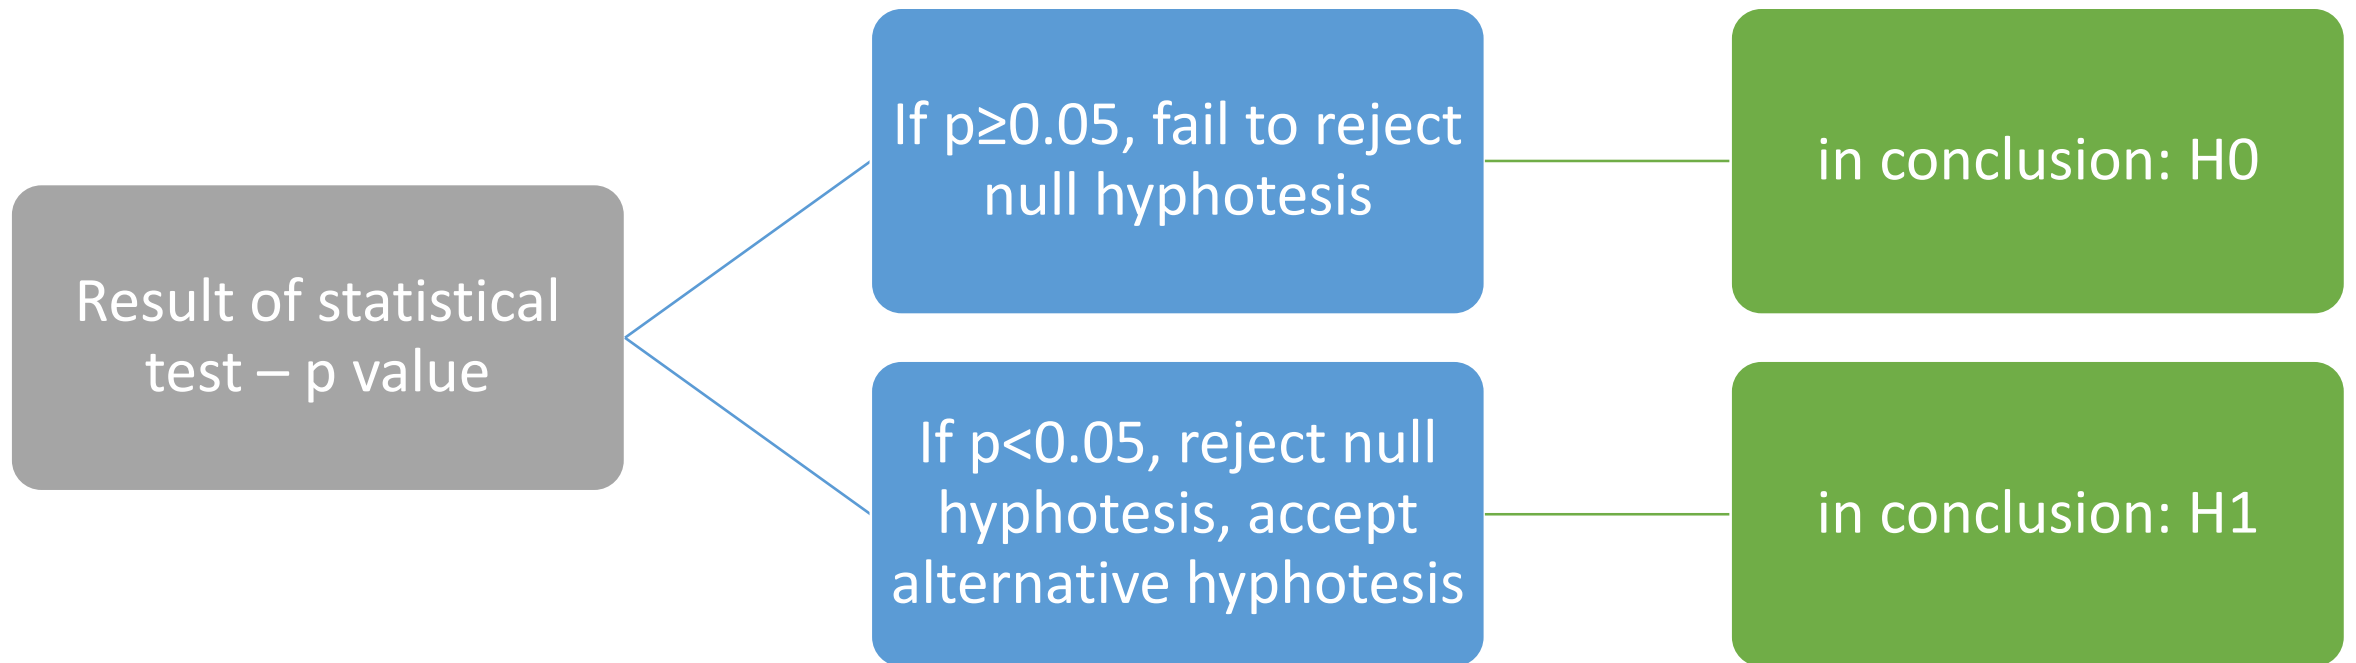 Result of statistical
test – p value
If p≥0.05, fail to reject
null hyphotesis
in conclusion: H0
If p<0.05, reject null
hyphotesis, accept
alternative hyphotesis
in conclusion: H1